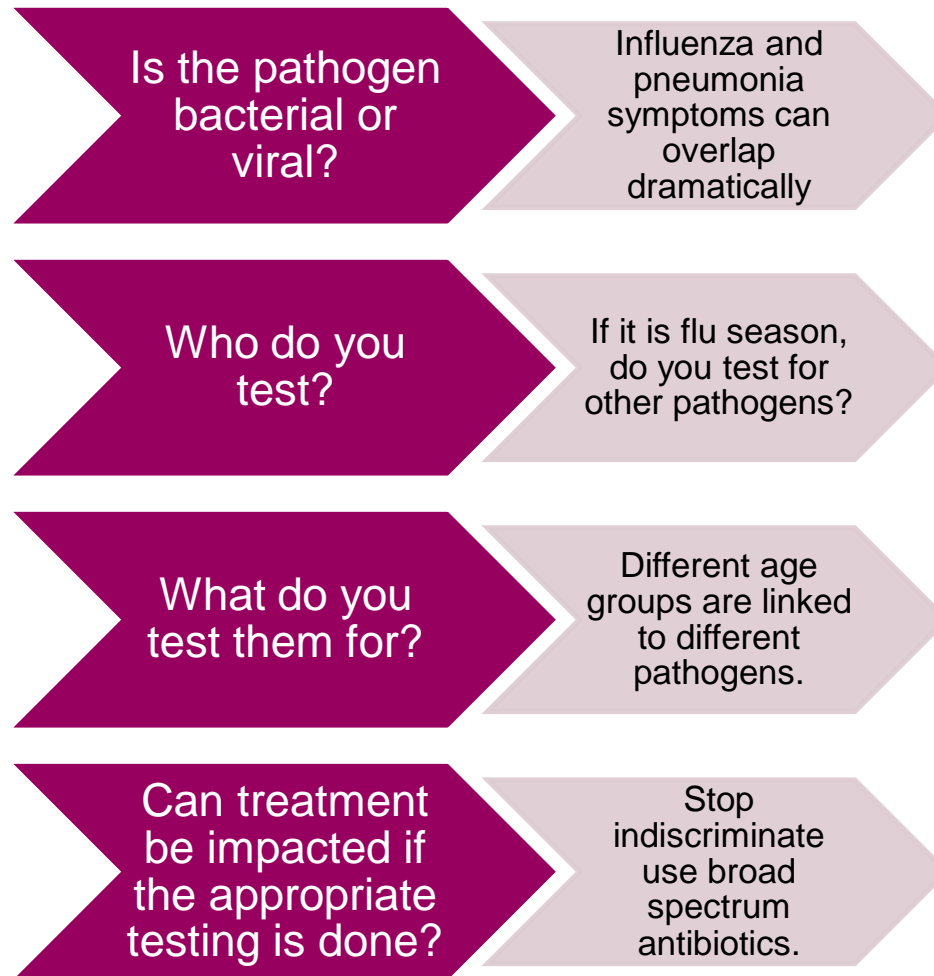 Is the pathogen
bacterial or
viral?
Influenza and
pneumonia
symptoms can
overlap
dramatically
Who do you
test?
If it is flu season,
do you test for
other pathogens?
What do you
test them for?
Different age
groups are linked
to different
pathogens.
Can treatment
be impacted if
the appropriate
testing is done?
Stop
indiscriminate
use broad
spectrum
antibiotics.